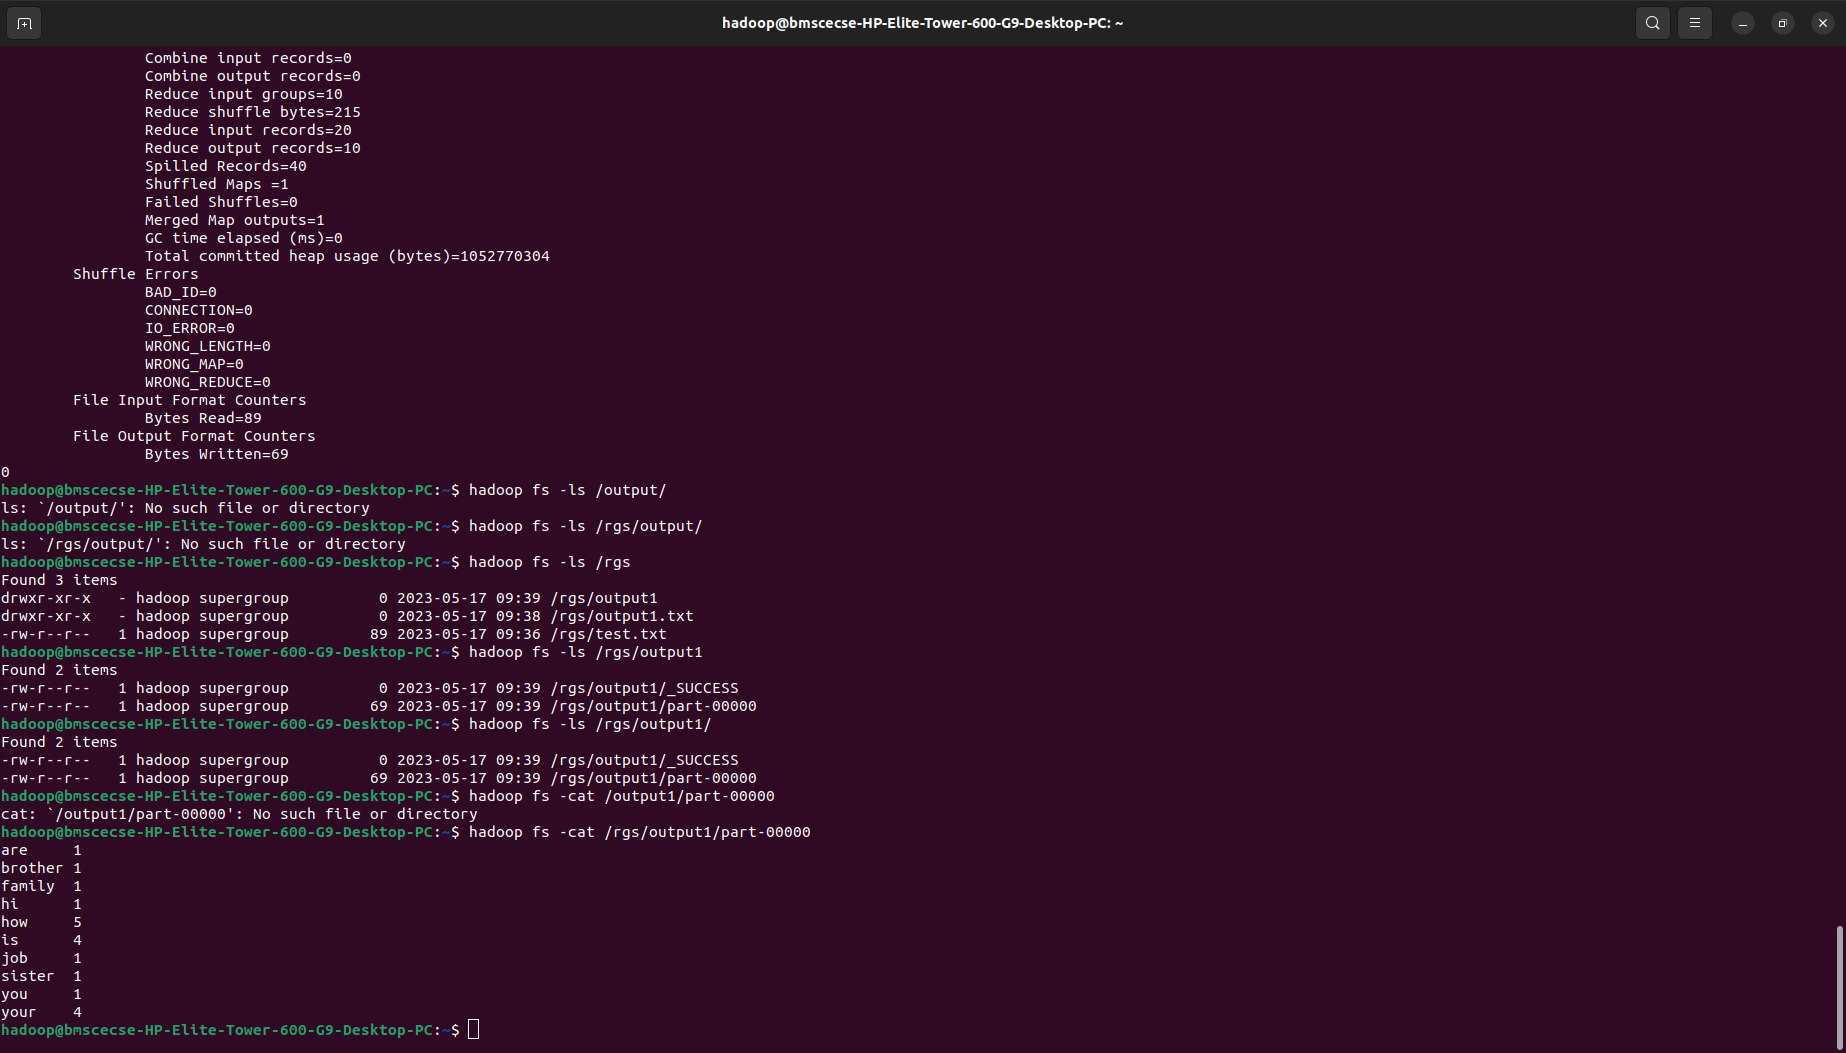 hadoop@bmscecse-HP-Elite-Tower-600-G9-Desktop-PC: ~
Combine input records=0
Combine output records=0
Reduce input groups=10
Reduce shuffle bytes=215
Reduce input records=20
Reduce output records=10
Spilled Records=40
Shuffled Maps =1
Failed Shuffles=0
Merged Map outputs=1
GC time elapsed (ms)=0
Total committed heap usage (bytes)=1052770304
Shuffle Errors
BAD_ID=0
CONNECTION=0
IO_ERROR=0
WRONG_LENGTH=0
WRONG_MAP=0
WRONG_REDUCE=0
File Input Format Counters
Bytes Read=89
File Output Format Counters
Bytes Written=69
0
hadoop@bmscecse-HP-Elite-Tower-600-G9-Desktop-PC:~$ hadoop fs -ls /output/
ls: `/output/': No such file or directory
hadoop@bmscecse-HP-Elite-Tower-600-G9-Desktop-PC:~$ hadoop fs -ls /rgs/output/
ls: `/rgs/output/': No such file or directory
hadoop@bmscecse-HP-Elite-Tower-600-G9-Desktop-PC:~$ hadoop fs -ls /rgs
Found 3 items
drwxr-xr-x   - hadoop supergroup          0 2023-05-17 09:39 /rgs/output1
drwxr-xr-x   - hadoop supergroup          0 2023-05-17 09:38 /rgs/output1.txt
-rw-r--r--   1 hadoop supergroup         89 2023-05-17 09:36 /rgs/test.txt
hadoop@bmscecse-HP-Elite-Tower-600-G9-Desktop-PC:~$ hadoop fs -ls /rgs/output1
Found 2 items
-rw-r--r--   1 hadoop supergroup          0 2023-05-17 09:39 /rgs/output1/_SUCCESS
-rw-r--r--   1 hadoop supergroup         69 2023-05-17 09:39 /rgs/output1/part-00000
hadoop@bmscecse-HP-Elite-Tower-600-G9-Desktop-PC:~$ hadoop fs -ls /rgs/output1/
Found 2 items
-rw-r--r--   1 hadoop supergroup          0 2023-05-17 09:39 /rgs/output1/_SUCCESS
-rw-r--r--   1 hadoop supergroup         69 2023-05-17 09:39 /rgs/output1/part-00000
hadoop@bmscecse-HP-Elite-Tower-600-G9-Desktop-PC:~$ hadoop fs -cat /output1/part-00000
cat: `/output1/part-00000': No such file or directory
hadoop@bmscecse-HP-Elite-Tower-600-G9-Desktop-PC:~$ hadoop fs -cat /rgs/output1/part-00000
are     1
brother 1
family  1
hi      1
how     5
is      4
job     1
sister  1
you     1
your    4
hadoop@bmscecse-HP-Elite-Tower-600-G9-Desktop-PC:~$